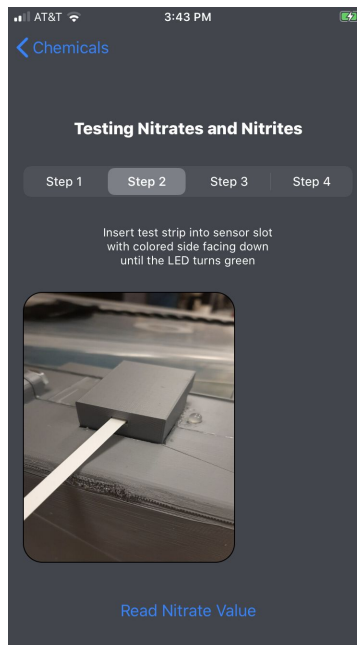 AT&T 3:43 PM
Chemicals
Testing Nitrates and Nitrites
Step 1 Step 2 Step 3 Step 4
Insert test strip into sensor slot
with colored side facing down
until the LED turns green
Read Nitrate Value